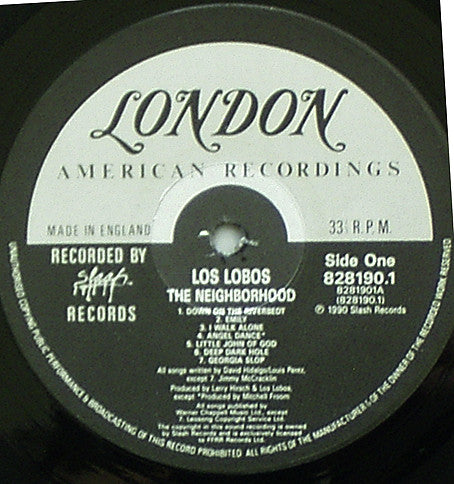 LONDON
AMERICAN RECORDINGS
MADE IN ENGLAND
33⅓ R.P.M.
RECORDED BY
Slash
RECORDS
LOS LOBOS
THE NEIGHBORHOOD
Side One
828190.1
8281901A
(828190.1)
℗ 1990 Slash Records
1. DOWN ON THE RIVERBED†
2. EMILY
3. I WALK ALONE
4. ANGEL DANCE*
5. LITTLE JOHN OF GOD
6. DEEP DARK HOLE
7. GEORGIA SLOP
All songs written by David Hidalgo/Louis Perez,
except 7. Jimmy McCracklin
Produced by Larry Hirsch & Los Lobos,
except *Produced by Mitchell Froom
All songs published by
Warner Chappell Music Ltd., except
7. Leosong Copyright Service Ltd.
The copyright in this sound recording is owned
by Slash Records and is exclusively licensed
to FFRR Records Ltd.
UNAUTHORISED COPYING PUBLIC PERFORMANCE & BROADCASTING OF THIS RECORD PROHIBITED ALL RIGHTS OF THE MANUFACTURER & OF THE OWNER OF THE RECORDED WORK RESERVED